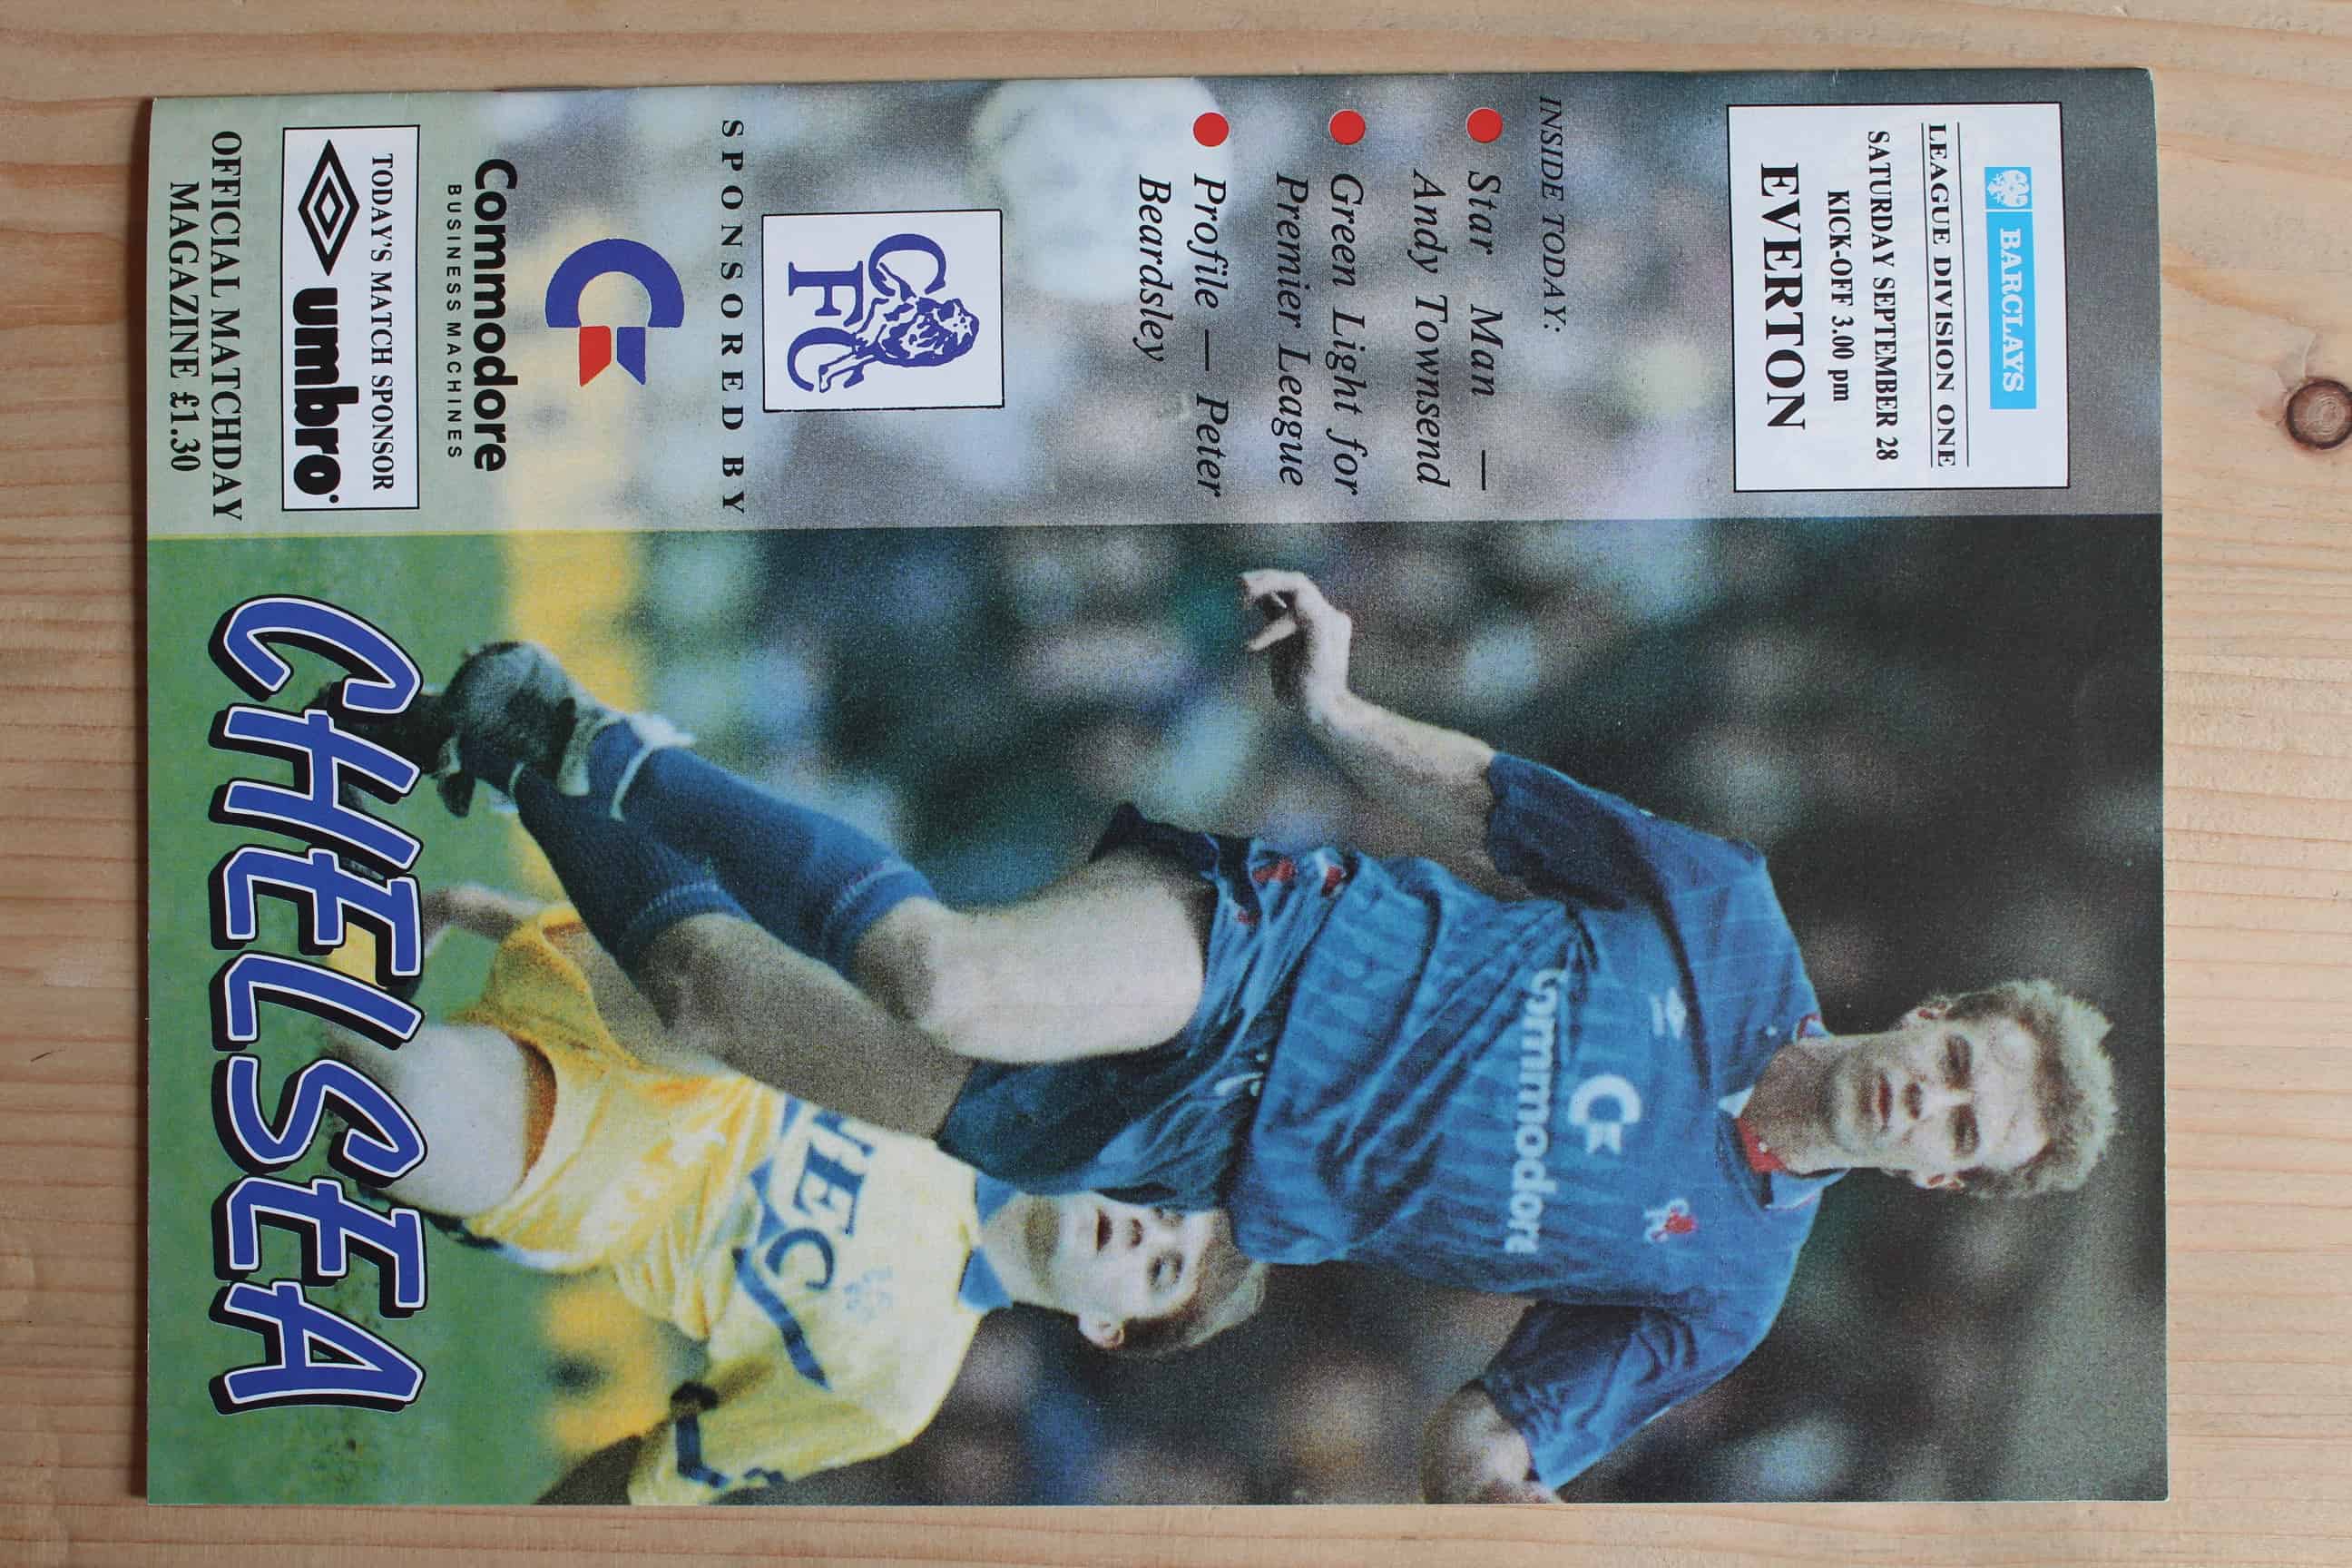 BARCLAYS
LEAGUE DIVISION ONE
SATURDAY SEPTEMBER 28
KICK-OFF 3.00 pm
EVERTON
INSIDE TODAY:
Star Man —
Andy Townsend
Green Light for
Premier League
Profile — Peter
Beardsley
CFC
SPONSORED BY
Commodore
BUSINESS MACHINES
TODAY'S MATCH SPONSOR
umbro
OFFICIAL MATCHDAY
MAGAZINE £1.30
Commodore
NEC
CHELSEA